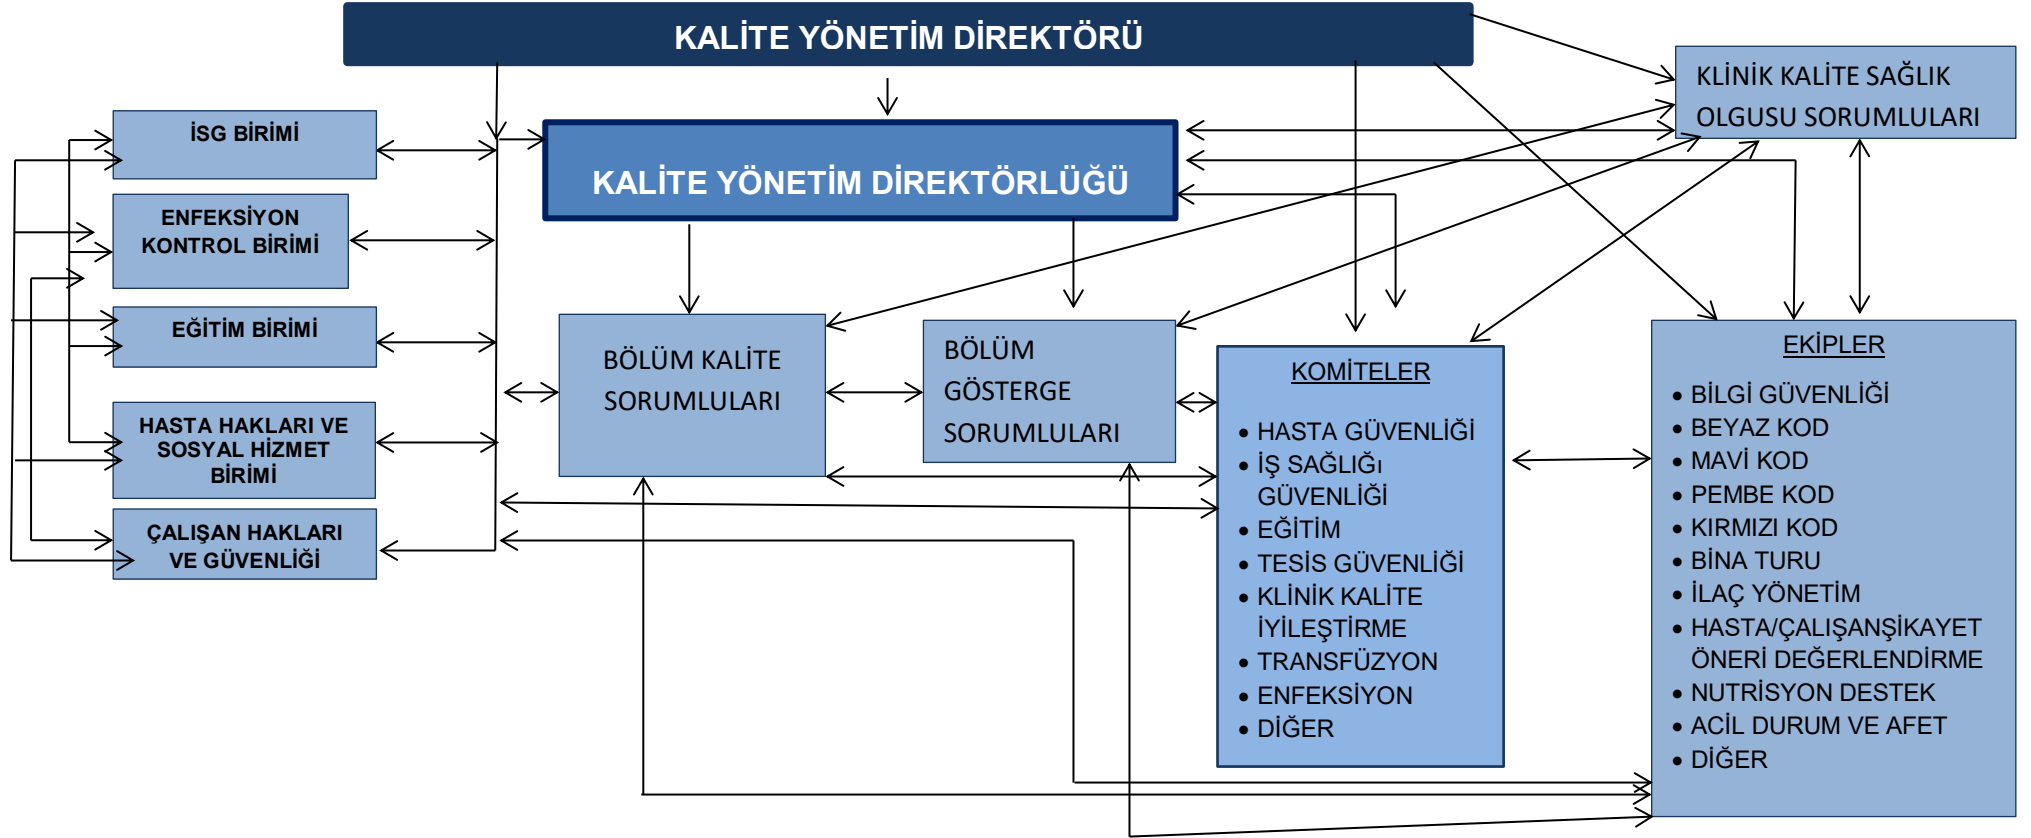 KALİTE YÖNETİM DİREKTÖRÜ
KLİNİK KALİTE SAĞLIK
OLGUSU SORUMLULARI
KALİTE YÖNETİM DİREKTÖRLÜĞÜ
İSG BİRİMİ
ENFEKSİYON
KONTROL BİRİMİ
EĞİTİM BİRİMİ
HASTA HAKLARI VE
SOSYAL HİZMET
BİRİMİ
ÇALIŞAN HAKLARI
VE GÜVENLİĞİ
BÖLÜM KALİTE
SORUMLULARI
BÖLÜM
GÖSTERGE
SORUMLULARI
KOMİTELER
• HASTA GÜVENLİĞİ
• İŞ SAĞLIĞı
GÜVENLİĞİ
• EĞİTİM
• TESİS GÜVENLİĞİ
• KLİNİK KALİTE
İYİLEŞTİRME
• TRANSFÜZYON
• ENFEKSİYON
• DİĞER
EKİPLER
• BİLGİ GÜVENLİĞİ
• BEYAZ KOD
• MAVİ KOD
• PEMBE KOD
• KIRMIZI KOD
• BİNA TURU
• İLAÇ YÖNETİM
• HASTA/ÇALIŞANŞİKAYET
ÖNERİ DEĞERLENDİRME
• NUTRİSYON DESTEK
• ACİL DURUM VE AFET
• DİĞER